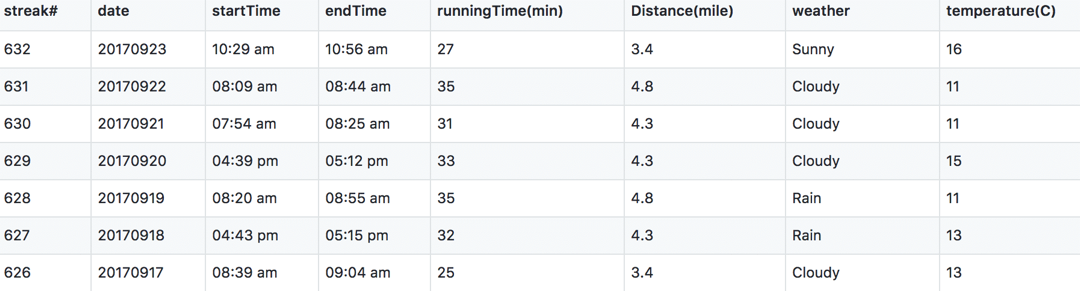 streak# date startTime endTime runningTime(min) Distance(mile) weather temperature(C)
632 20170923 10:29 am 10:56 am 27 3.4 Sunny 16
631 20170922 08:09 am 08:44 am 35 4.8 Cloudy 11
630 20170921 07:54 am 08:25 am 31 4.3 Cloudy 11
629 20170920 04:39 pm 05:12 pm 33 4.3 Cloudy 15
628 20170919 08:20 am 08:55 am 35 4.8 Rain 11
627 20170918 04:43 pm 05:15 pm 32 4.3 Rain 13
626 20170917 08:39 am 09:04 am 25 3.4 Cloudy 13